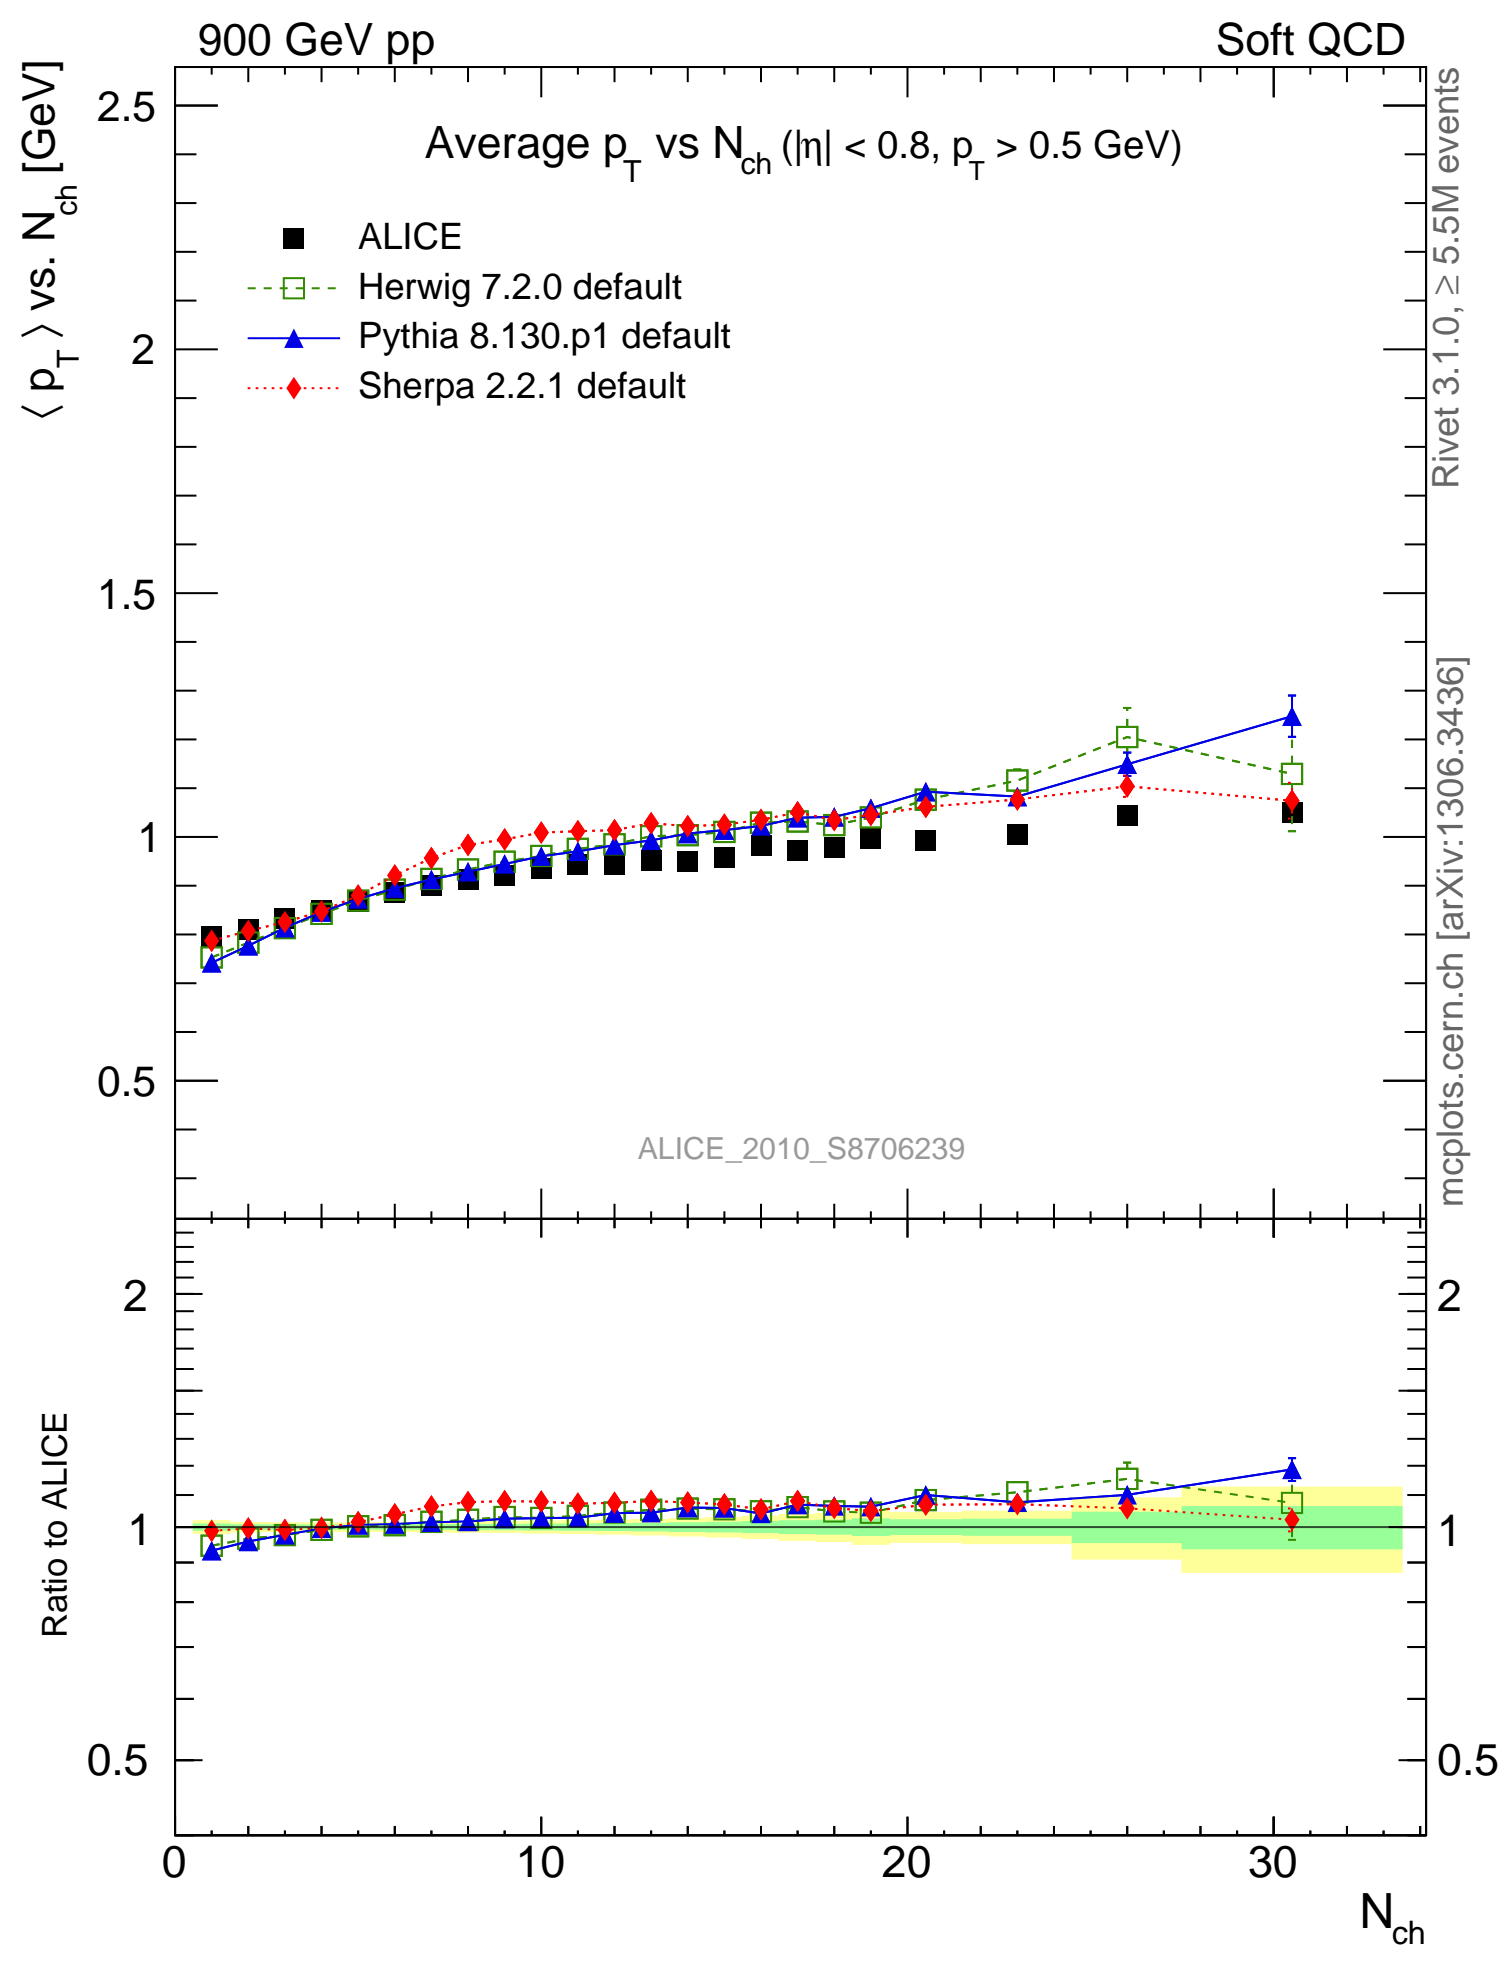 900 GeV pp
Soft QCD
⟨ p_T ⟩ vs. N_ch [GeV]
Average p_T vs N_ch (|η| < 0.8, p_T > 0.5 GeV)
ALICE
Herwig 7.2.0 default
Pythia 8.130.p1 default
Sherpa 2.2.1 default
2.5
2
1.5
1
0.5
ALICE_2010_S8706239
Rivet 3.1.0, ≥ 5.5M events
mcplots.cern.ch [arXiv:1306.3436]
Ratio to ALICE
2
1
0.5
2
1
0.5
0
10
20
30
N_ch